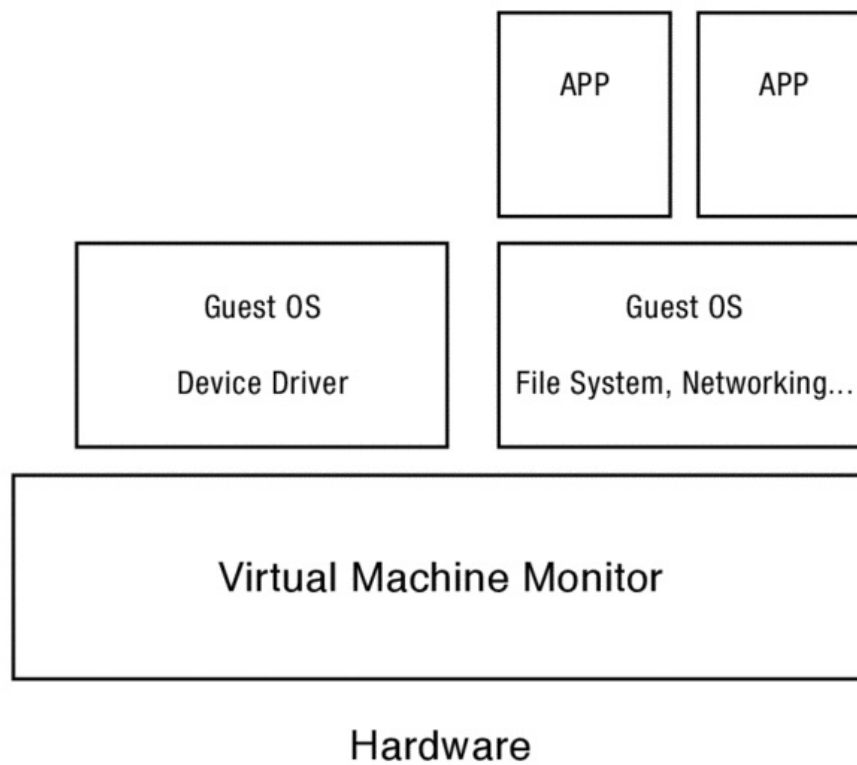 APP APP
Guest OS Guest OS
Device Driver File System, Networking...
Virtual Machine Monitor
Hardware